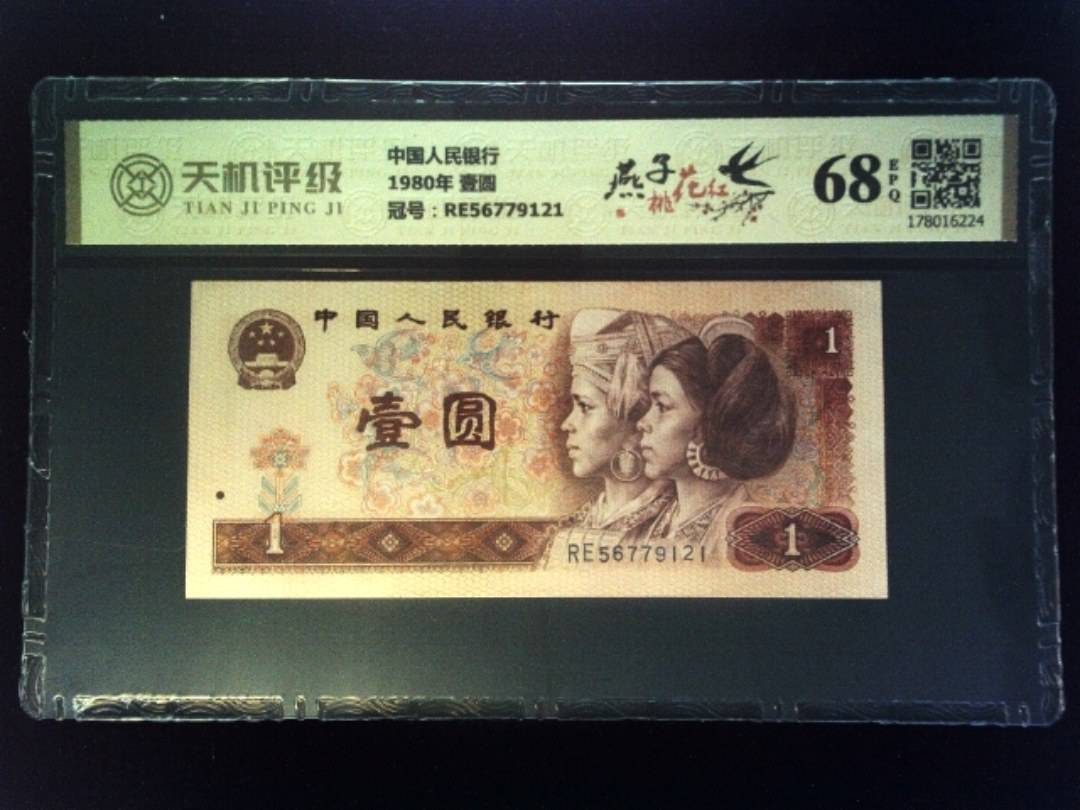 天机评级
TIAN JI PING JI
中国人民银行
1980年 壹圆
冠号：RE56779121
燕子
桃花红
68
EPQ
178016224
中国人民银行
1
壹圆
1
RE56779121
1